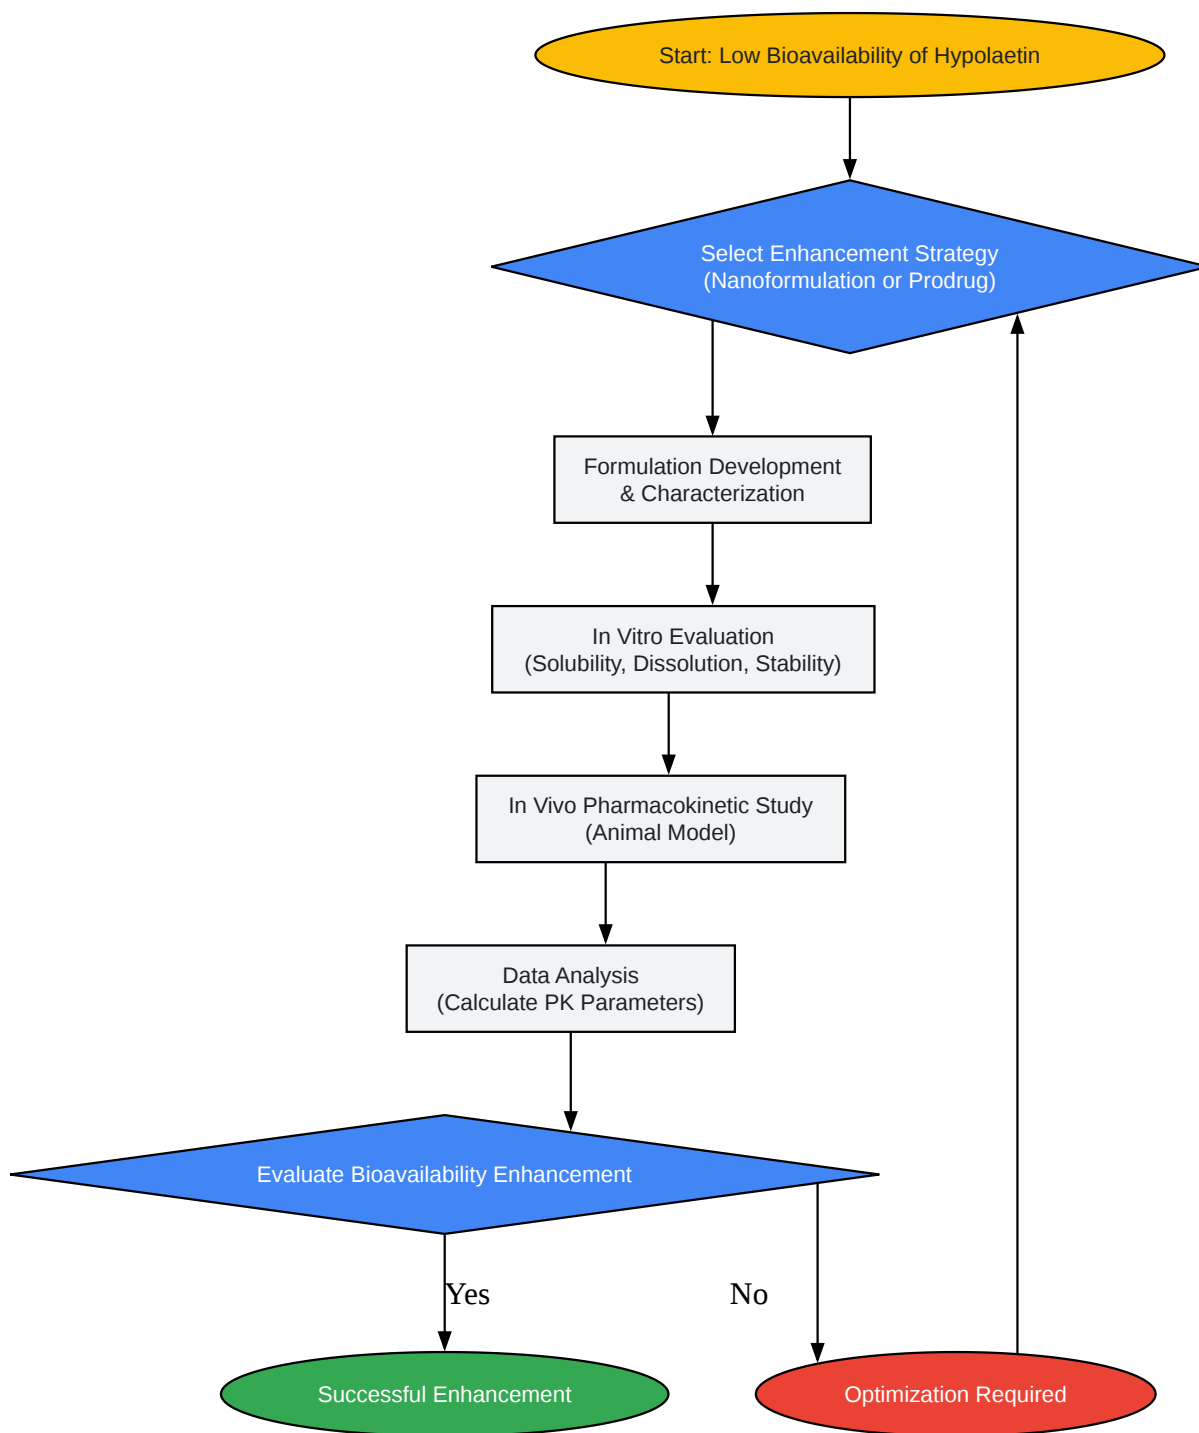 Start: Low Bioavailability of Hypolaetin
Select Enhancement Strategy
(Nanoformulation or Prodrug)
Formulation Development
& Characterization
In Vitro Evaluation
(Solubility, Dissolution, Stability)
In Vivo Pharmacokinetic Study
(Animal Model)
Data Analysis
(Calculate PK Parameters)
Evaluate Bioavailability Enhancement
Yes
No
Successful Enhancement
Optimization Required